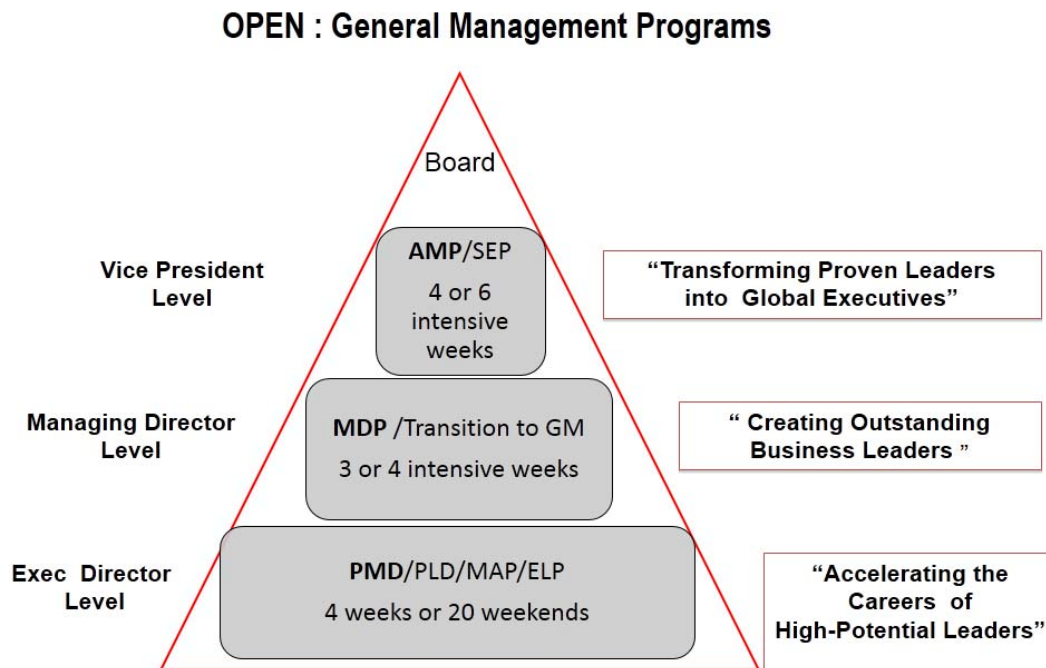 OPEN : General Management Programs
Board
Vice President
Level
AMP/SEP
4 or 6
intensive
weeks
“Transforming Proven Leaders
into Global Executives”
Managing Director
Level
MDP /Transition to GM
3 or 4 intensive weeks
“ Creating Outstanding
Business Leaders ”
Exec Director
Level
PMD/PLD/MAP/ELP
4 weeks or 20 weekends
“Accelerating the
Careers of
High-Potential Leaders”